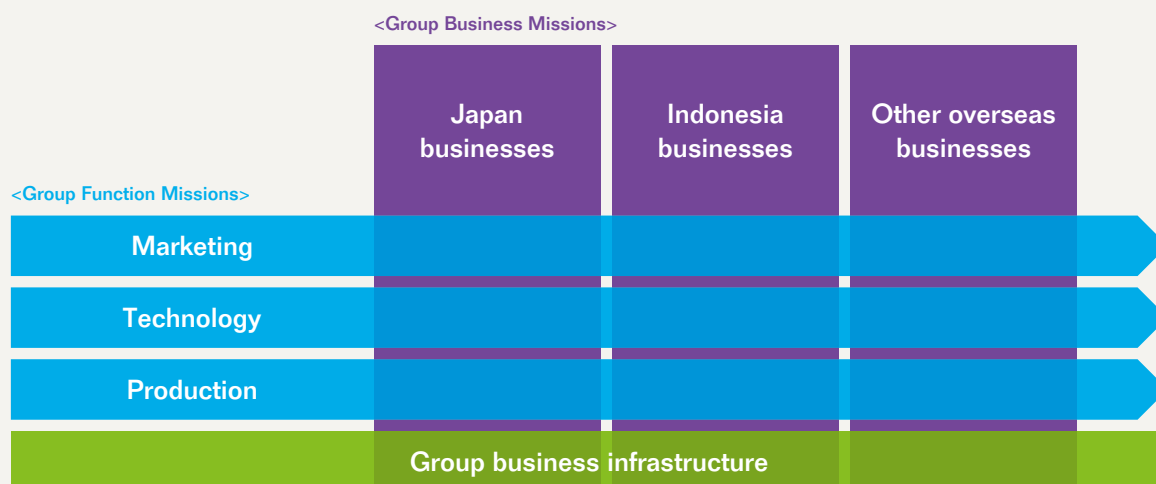 <Group Business Missions>
Japan
businesses
Indonesia
businesses
Other overseas
businesses
<Group Function Missions>
Marketing
Technology
Production
Group business infrastructure